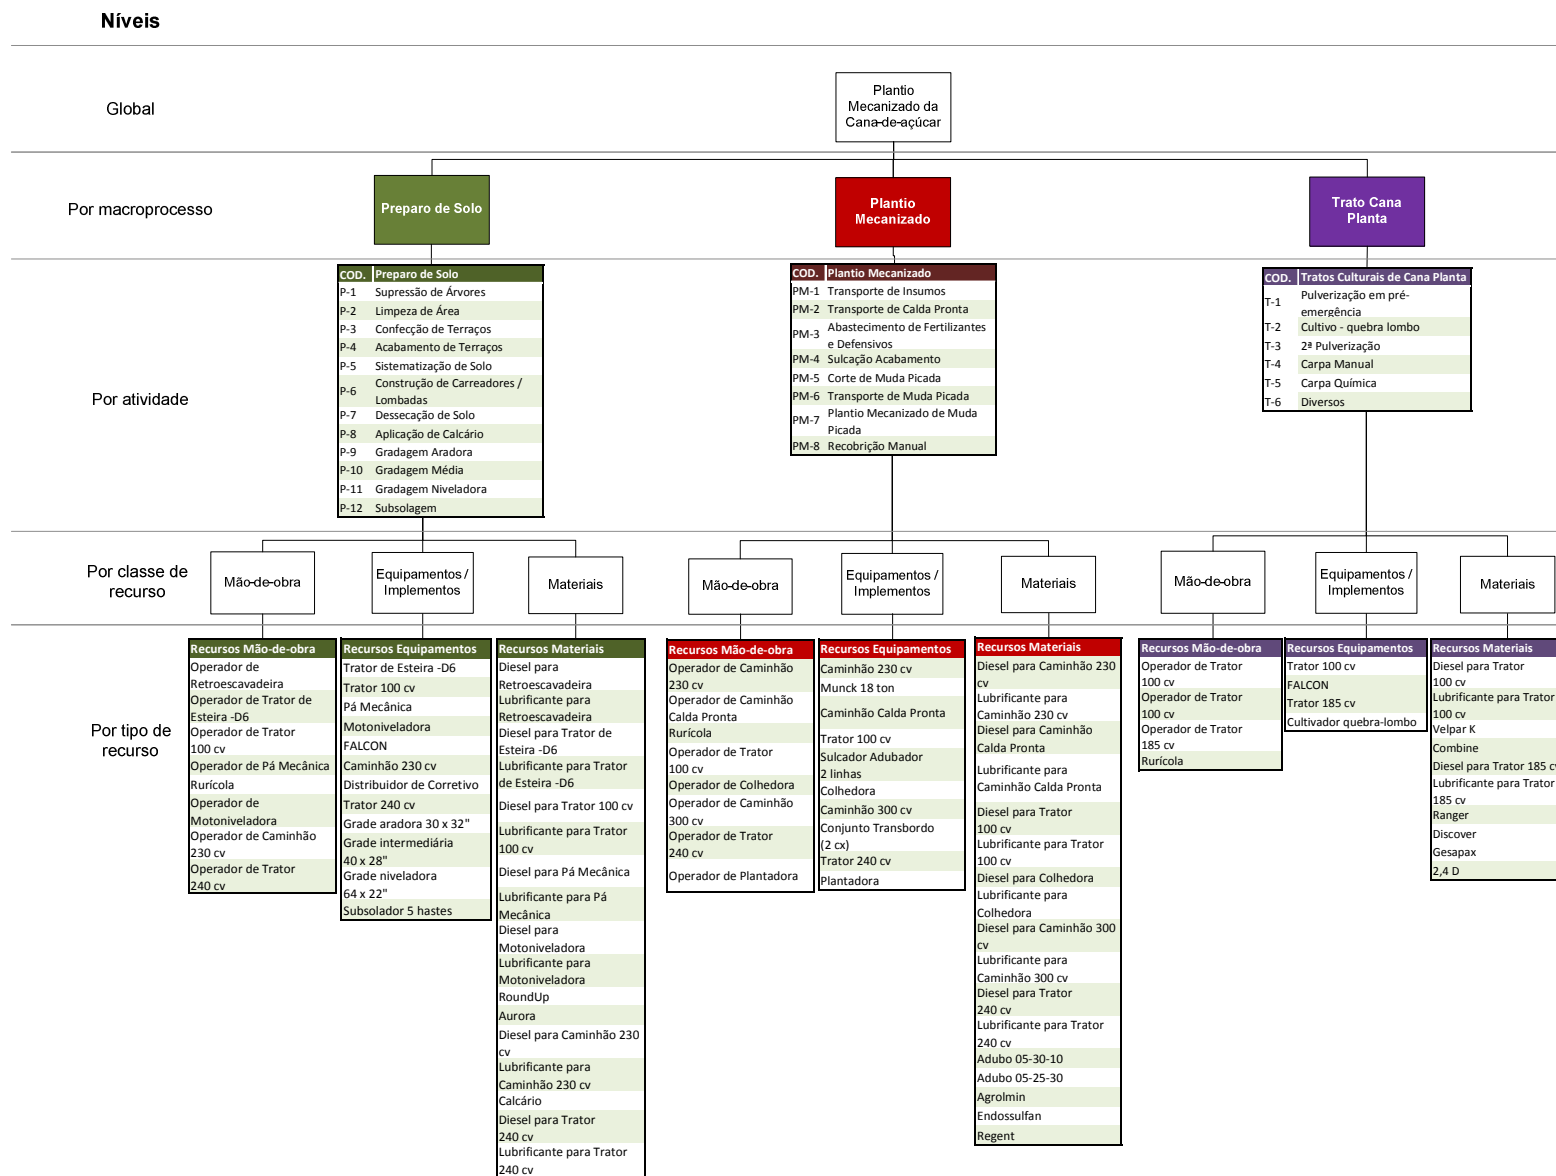 Níveis
Global
Plantio
Mecanizado da
Cana-de-açúcar
Por macroprocesso
Preparo de Solo
Plantio
Mecanizado
Trato Cana
Planta
Por atividade
COD. Preparo de Solo
P-1 Supressão de Árvores
P-2 Limpeza de Área
P-3 Confecção de Terraços
P-4 Acabamento de Terraços
P-5 Sistematização de Solo
P-6 Construção de Carreadores /
Lombadas
P-7 Dessecação de Solo
P-8 Aplicação de Calcário
P-9 Gradagem Aradora
P-10 Gradagem Média
P-11 Gradagem Niveladora
P-12 Subsolagem
COD. Plantio Mecanizado
PM-1 Transporte de Insumos
PM-2 Transporte de Calda Pronta
PM-3 Abastecimento de Fertilizantes
e Defensivos
PM-4 Sulcação Acabamento
PM-5 Corte de Muda Picada
PM-6 Transporte de Muda Picada
PM-7 Plantio Mecanizado de Muda
Picada
PM-8 Recobrição Manual
COD. Tratos Culturais de Cana Planta
T-1 Pulverização em pré-
emergência
T-2 Cultivo - quebra lombo
T-3 2ª Pulverização
T-4 Carpa Manual
T-5 Carpa Química
T-6 Diversos
Por classe de
recurso
Mão-de-obra
Equipamentos /
Implementos
Materiais
Mão-de-obra
Equipamentos /
Implementos
Materiais
Mão-de-obra
Equipamentos /
Implementos
Materiais
Por tipo de
recurso
Recursos Mão-de-obra
Operador de
Retroescavadeira
Operador de Trator de
Esteira -D6
Operador de Trator
100 cv
Operador de Pá Mecânica
Rurícola
Operador de
Motoniveladora
Operador de Caminhão
230 cv
Operador de Trator
240 cv
Recursos Equipamentos
Trator de Esteira -D6
Trator 100 cv
Pá Mecânica
Motoniveladora
FALCON
Caminhão 230 cv
Distribuidor de Corretivo
Trator 240 cv
Grade aradora 30 x 32"
Grade intermediária
40 x 28"
Grade niveladora
64 x 22"
Subsolador 5 hastes
Recursos Materiais
Diesel para
Retroescavadeira
Lubrificante para
Retroescavadeira
Diesel para Trator de
Esteira -D6
Lubrificante para Trator
de Esteira -D6
Diesel para Trator 100 cv
Lubrificante para Trator
100 cv
Diesel para Pá Mecânica
Lubrificante para Pá
Mecânica
Diesel para
Motoniveladora
Lubrificante para
Motoniveladora
RoundUp
Aurora
Diesel para Caminhão 230
cv
Lubrificante para
Caminhão 230 cv
Calcário
Diesel para Trator
240 cv
Lubrificante para Trator
240 cv
Recursos Mão-de-obra
Operador de Caminhão
230 cv
Operador de Caminhão
Calda Pronta
Rurícola
Operador de Trator
100 cv
Operador de Colhedora
Operador de Caminhão
300 cv
Operador de Trator
240 cv
Operador de Plantadora
Recursos Equipamentos
Caminhão 230 cv
Munck 18 ton
Caminhão Calda Pronta
Trator 100 cv
Sulcador Adubador
2 linhas
Colhedora
Caminhão 300 cv
Conjunto Transbordo
(2 cx)
Trator 240 cv
Plantadora
Recursos Materiais
Diesel para Caminhão 230
cv
Lubrificante para
Caminhão 230 cv
Diesel para Caminhão
Calda Pronta
Lubrificante para
Caminhão Calda Pronta
Diesel para Trator
100 cv
Lubrificante para Trator
100 cv
Diesel para Colhedora
Lubrificante para
Colhedora
Diesel para Caminhão 300
cv
Lubrificante para
Caminhão 300 cv
Diesel para Trator
240 cv
Lubrificante para Trator
240 cv
Adubo 05-30-10
Adubo 05-25-30
Agrolmin
Endossulfan
Regent
Recursos Mão-de-obra
Operador de Trator
100 cv
Operador de Trator
100 cv
Operador de Trator
185 cv
Rurícola
Recursos Equipamentos
Trator 100 cv
FALCON
Trator 185 cv
Cultivador quebra-lombo
Recursos Materiais
Diesel para Trator
100 cv
Lubrificante para Trator
100 cv
Velpar K
Combine
Diesel para Trator 185 cv
Lubrificante para Trator
185 cv
Ranger
Discover
Gesapax
2,4 D